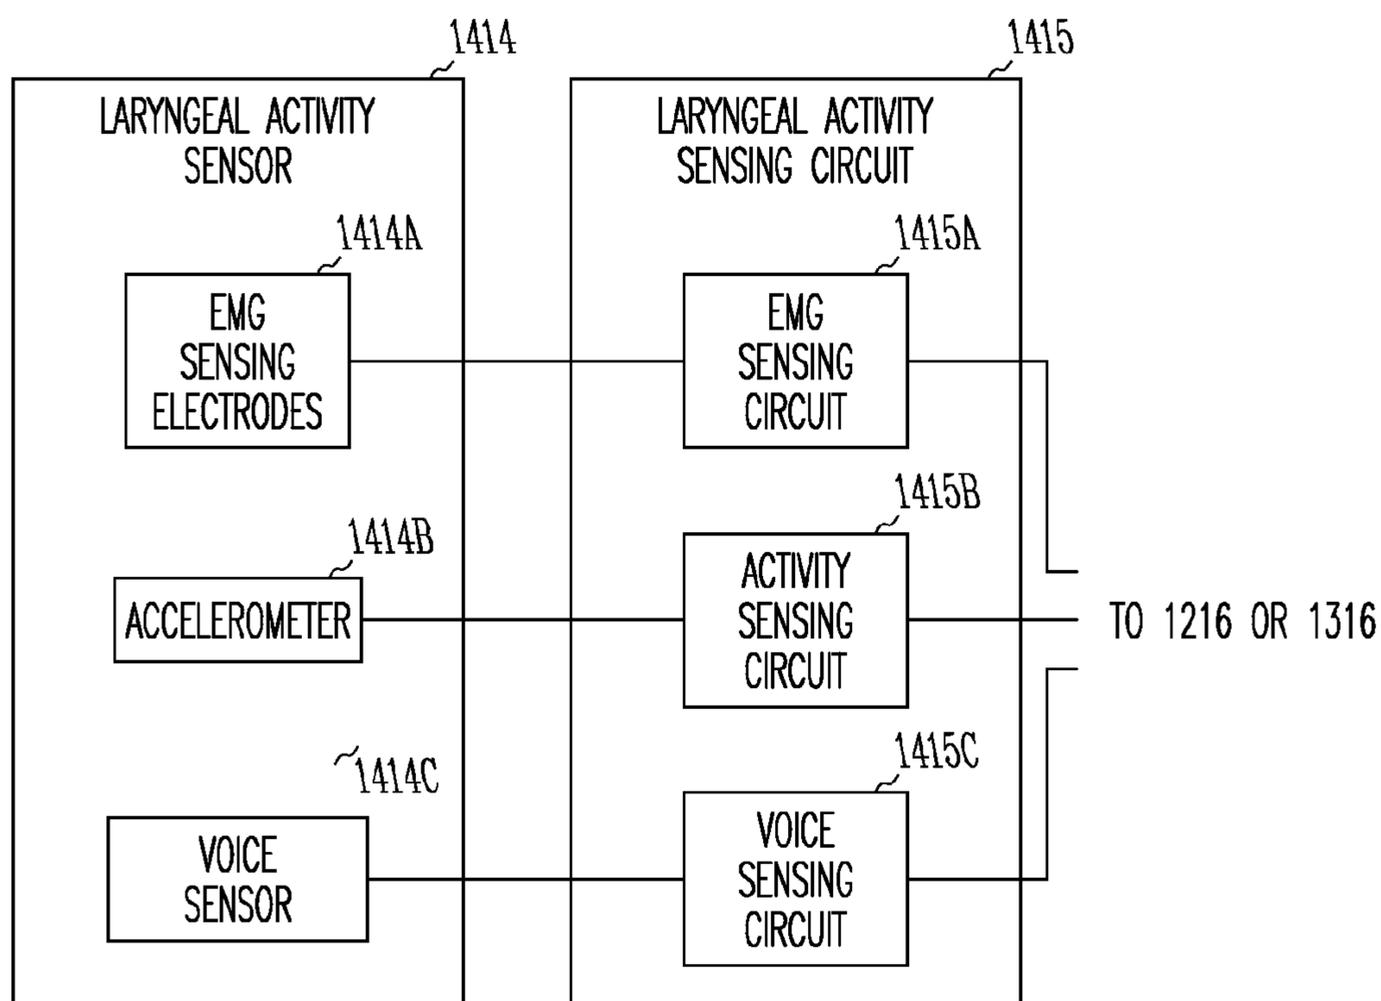 1414
LARYNGEAL ACTIVITY
SENSOR
1414A
EMG
SENSING
ELECTRODES
1414B
ACCELEROMETER
1414C
VOICE
SENSOR
1415
LARYNGEAL ACTIVITY
SENSING CIRCUIT
1415A
EMG
SENSING
CIRCUIT
1415B
ACTIVITY
SENSING
CIRCUIT
1415C
VOICE
SENSING
CIRCUIT
TO 1216 OR 1316